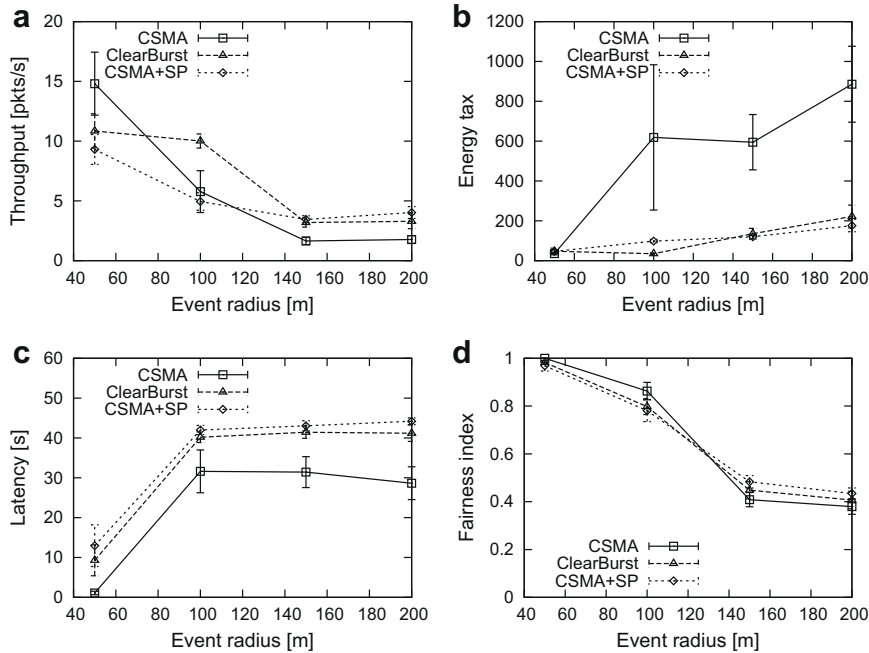 a
Throughput [pkts/s]
20
15
10
5
0
CSMA
ClearBurst
CSMA+SP
40 60 80 100 120 140 160 180 200
Event radius [m]
b
Energy tax
1200
1000
800
600
400
200
0
CSMA
ClearBurst
CSMA+SP
40 60 80 100 120 140 160 180 200
Event radius [m]
c
Latency [s]
60
50
40
30
20
10
0
CSMA
ClearBurst
CSMA+SP
40 60 80 100 120 140 160 180 200
Event radius [m]
d
Fairness index
1
0.8
0.6
0.4
0.2
0
CSMA
ClearBurst
CSMA+SP
40 60 80 100 120 140 160 180 200
Event radius [m]